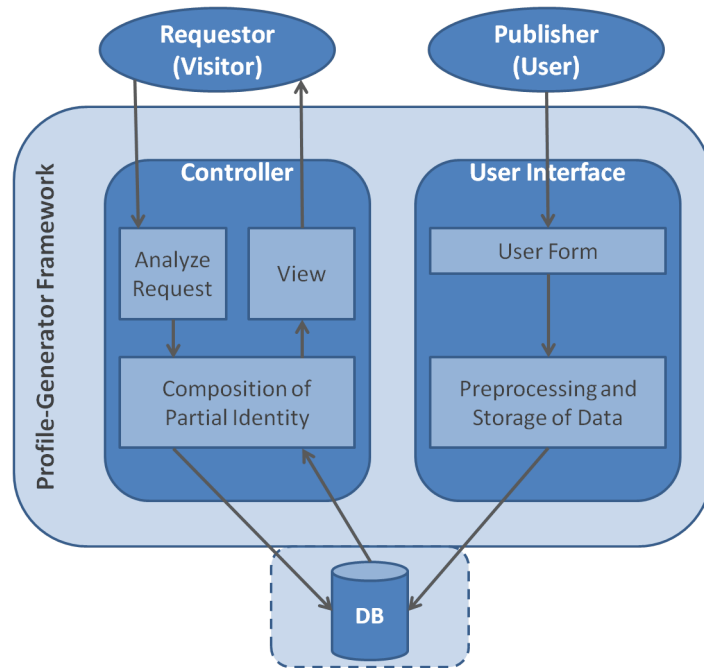 Requestor
(Visitor)
Publisher
(User)
Profile-Generator Framework
Controller
User Interface
Analyze
Request
View
User Form
Composition of
Partial Identity
Preprocessing and
Storage of Data
DB